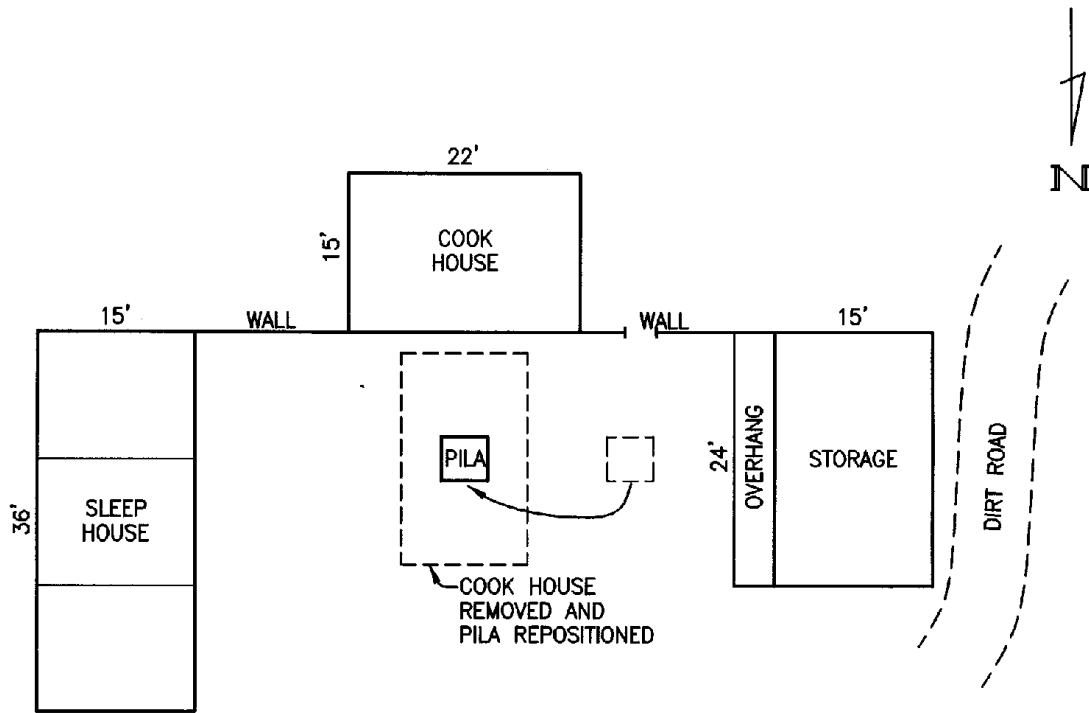 N
22'
COOK
HOUSE
15'
15'
WALL
WALL
15'
SLEEP
HOUSE
36'
PILA
OVERHANG
24'
STORAGE
DIRT ROAD
COOK HOUSE
REMOVED AND
PILA REPOSITIONED